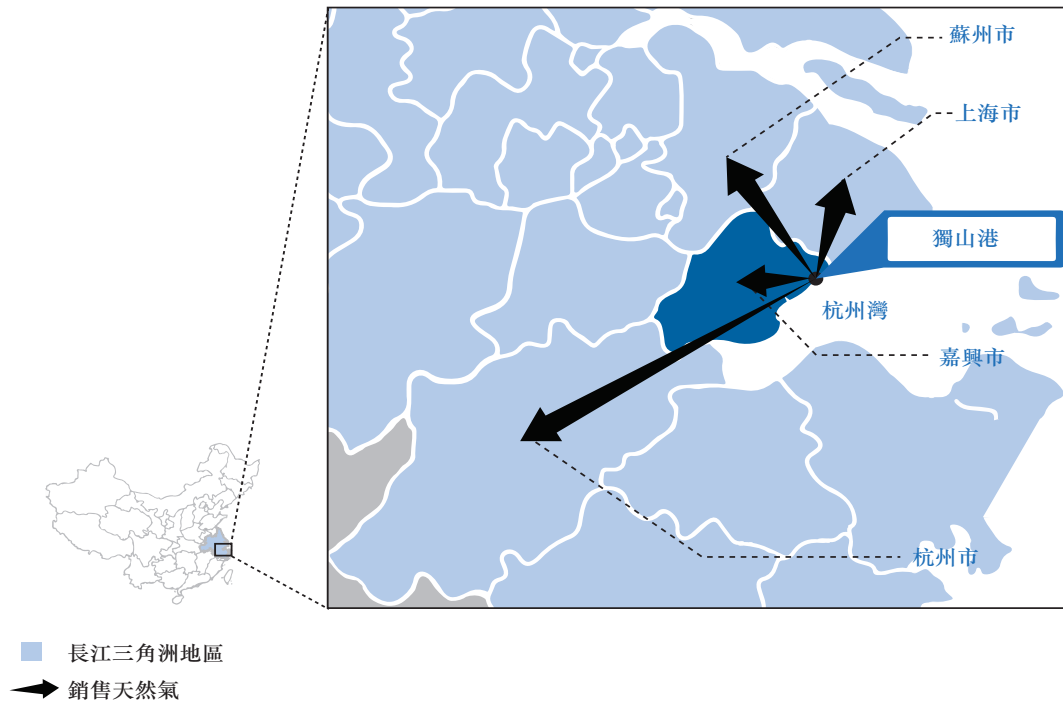 蘇州市
上海市
獨山港
杭州灣
嘉興市
杭州市
長江三角洲地區
銷售天然氣